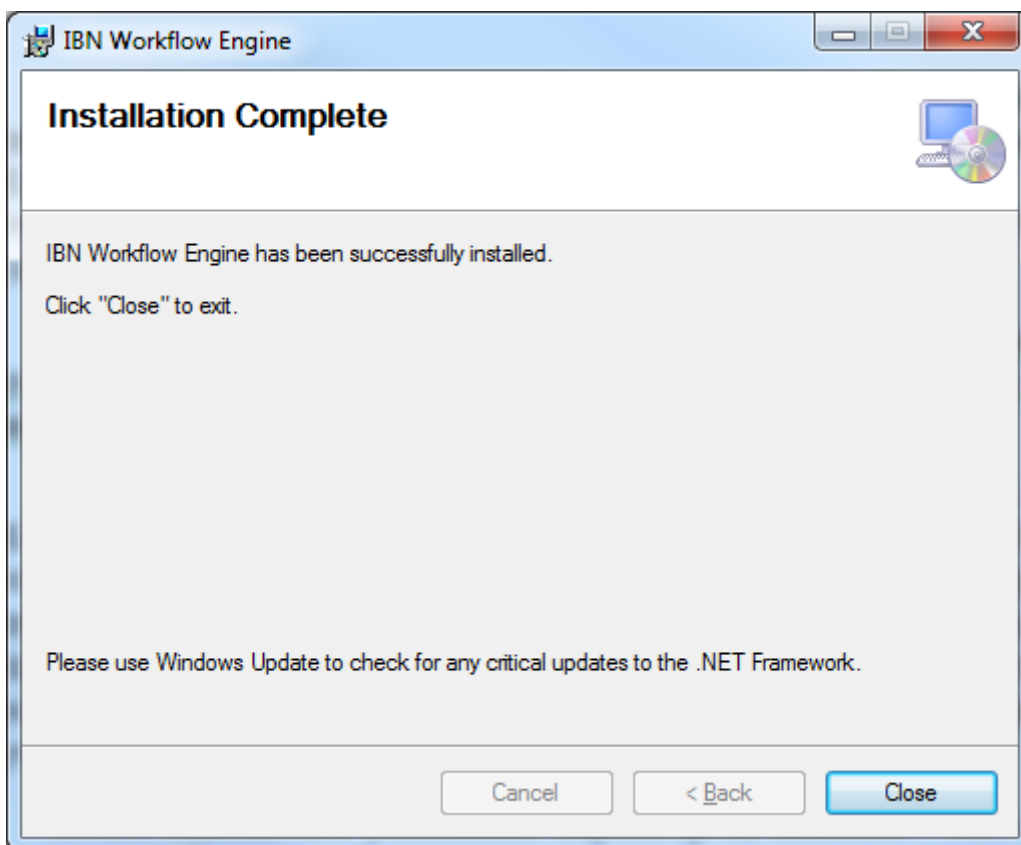 IBN Workflow Engine
Installation Complete
IBN Workflow Engine has been successfully installed.
Click "Close" to exit.
Please use Windows Update to check for any critical updates to the .NET Framework.
Cancel
< Back
Close